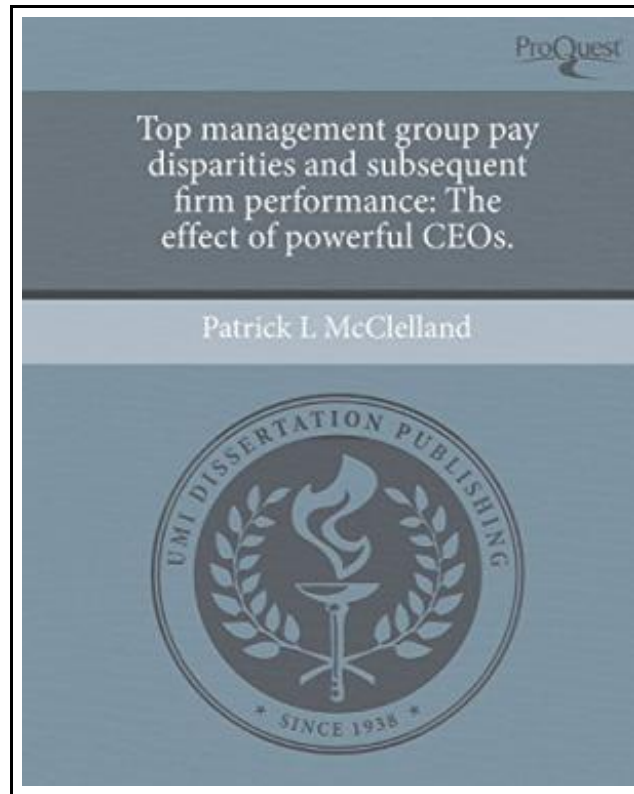 ProQuest
Top management group pay
disparities and subsequent
firm performance: The
effect of powerful CEOs.
Patrick L McClelland
UMI DISSERTATION PUBLISHING
* SINCE 1938 *